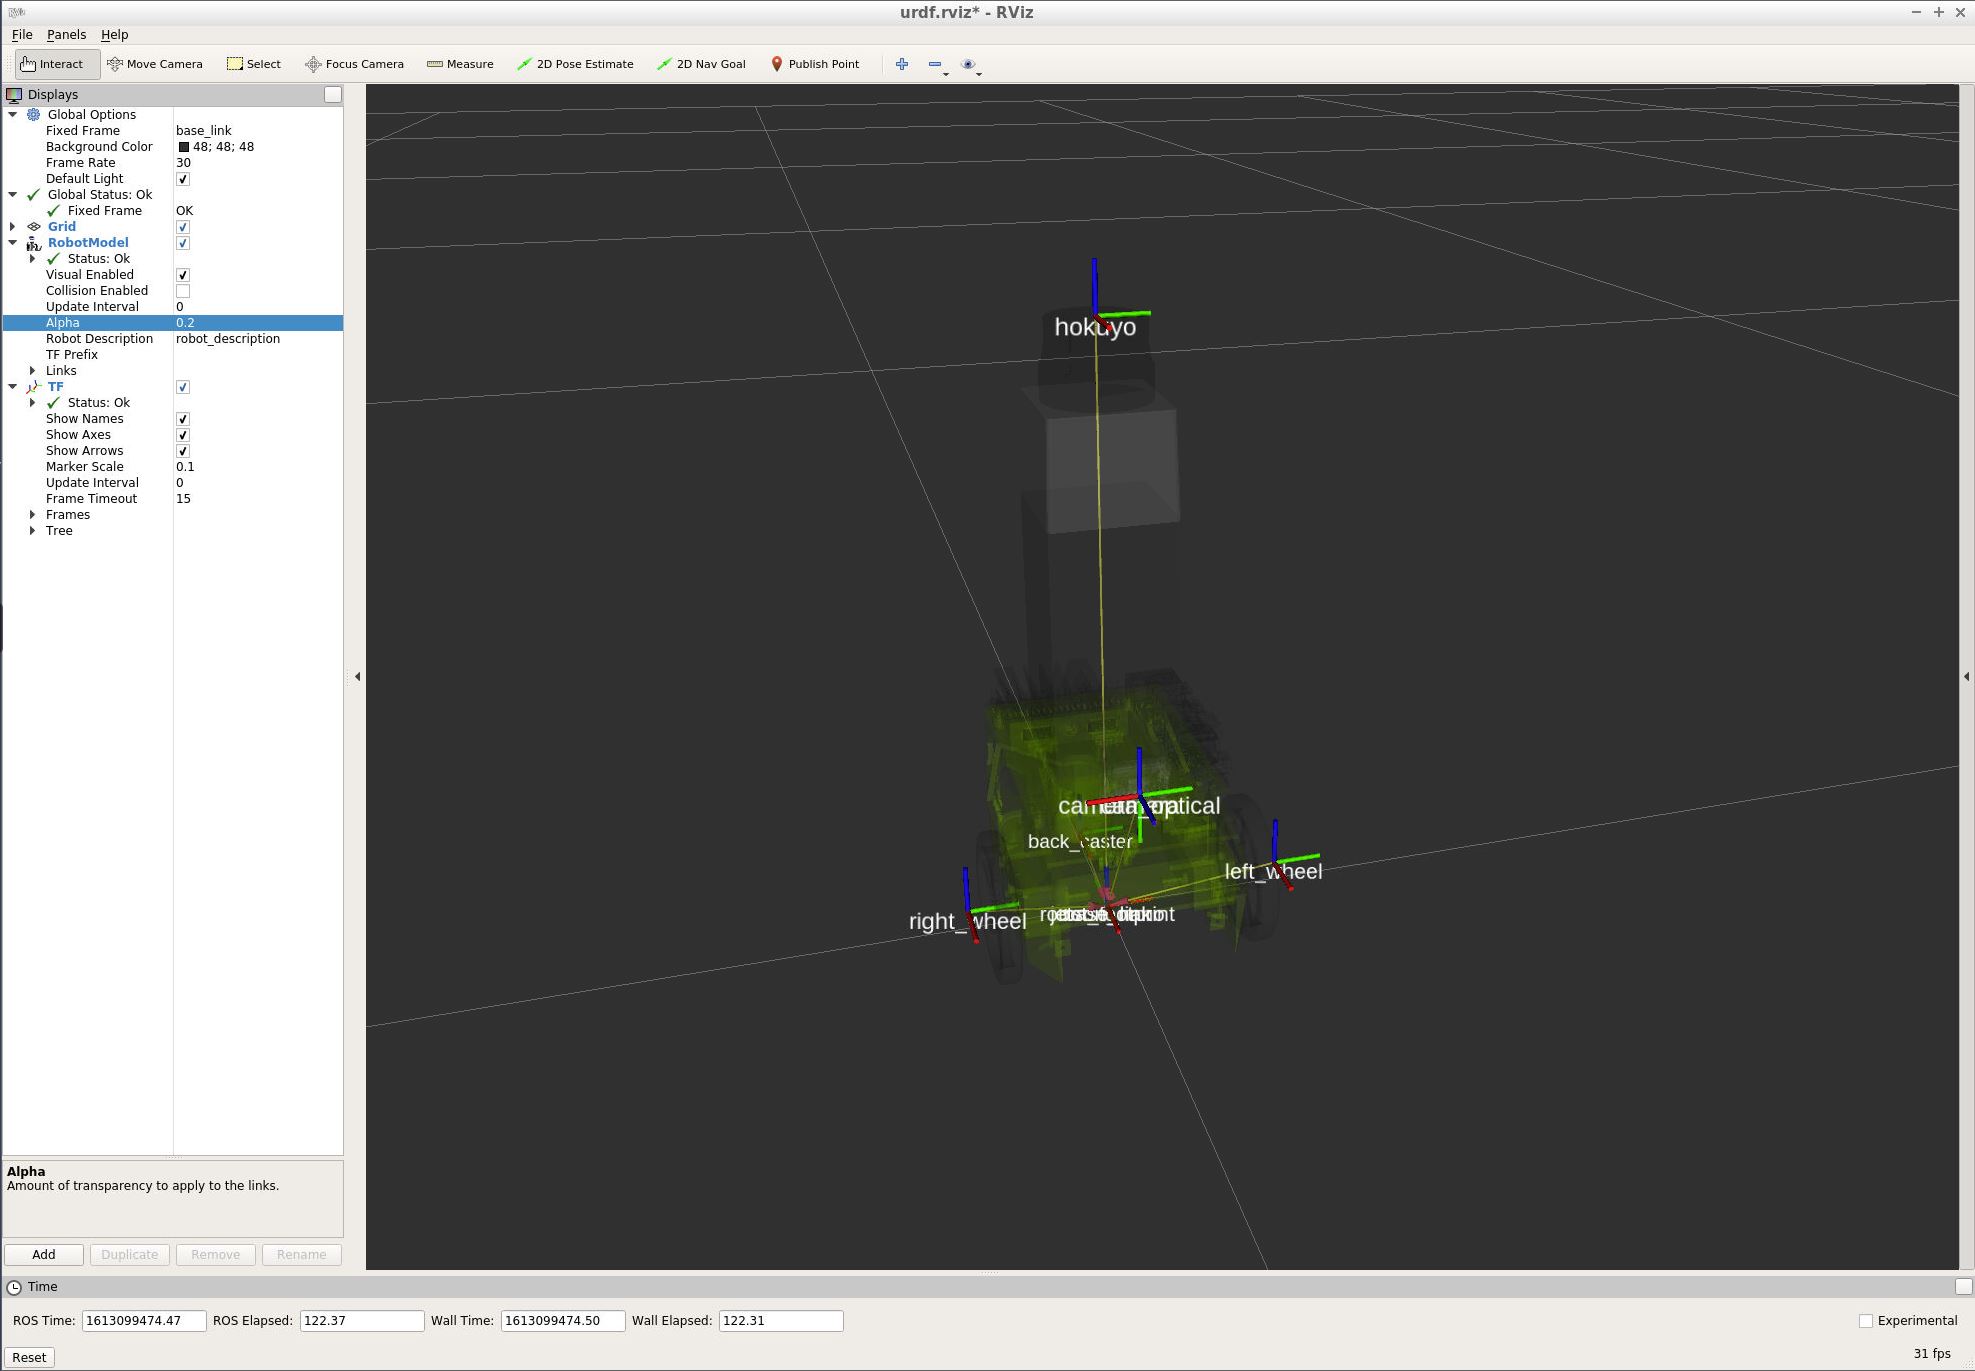 urdf.rviz* - RViz
File Panels Help
Interact Move Camera Select Focus Camera Measure 2D Pose Estimate 2D Nav Goal Publish Point
Displays
Global Options
Fixed Frame base_link
Background Color 48; 48; 48
Frame Rate 30
Default Light
Global Status: Ok
Fixed Frame OK
Grid
RobotModel
Status: Ok
Visual Enabled
Collision Enabled
Update Interval 0
Alpha 0.2
Robot Description robot_description
TF Prefix
Links
TF
Status: Ok
Show Names
Show Axes
Show Arrows
Marker Scale 0.1
Update Interval 0
Frame Timeout 15
Frames
Tree
hokuyo
back_caster
left_wheel
right_wheel
Alpha
Amount of transparency to apply to the links.
Add Duplicate Remove Rename
Time
ROS Time: 1613099474.47 ROS Elapsed: 122.37 Wall Time: 1613099474.50 Wall Elapsed: 122.31 Experimental
Reset 31 fps